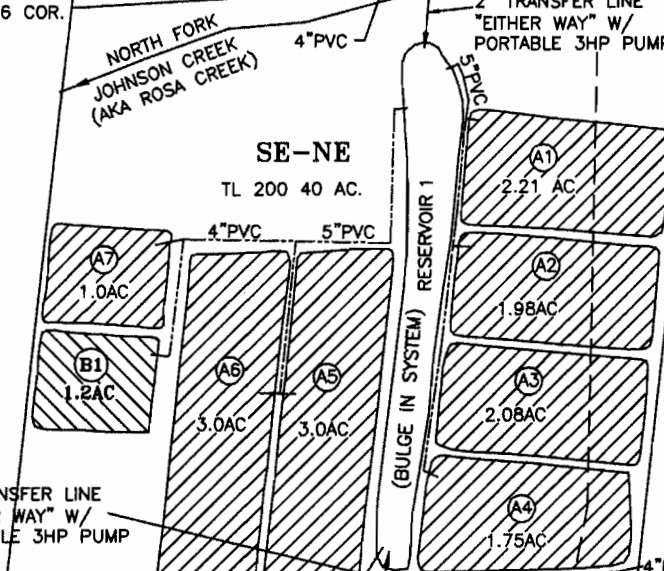 6 COR.
NORTH FORK
JOHNSON CREEK
(AKA ROSA CREEK)
4"PVC
2" TRANSFER LINE
"EITHER WAY" W/
PORTABLE 3HP PUMP
5"PVC
SE-NE
TL 200 40 AC.
A1
2.21 AC
4"PVC
5"PVC
A7
1.0AC
B1
1.2AC
A6
3.0AC
A5
3.0AC
(BULGE IN SYSTEM) RESERVOIR 1
A2
1.98AC
A3
2.08AC
A4
1.75AC
NSFER LINE
WAY" W/
LE 3HP PUMP
4"